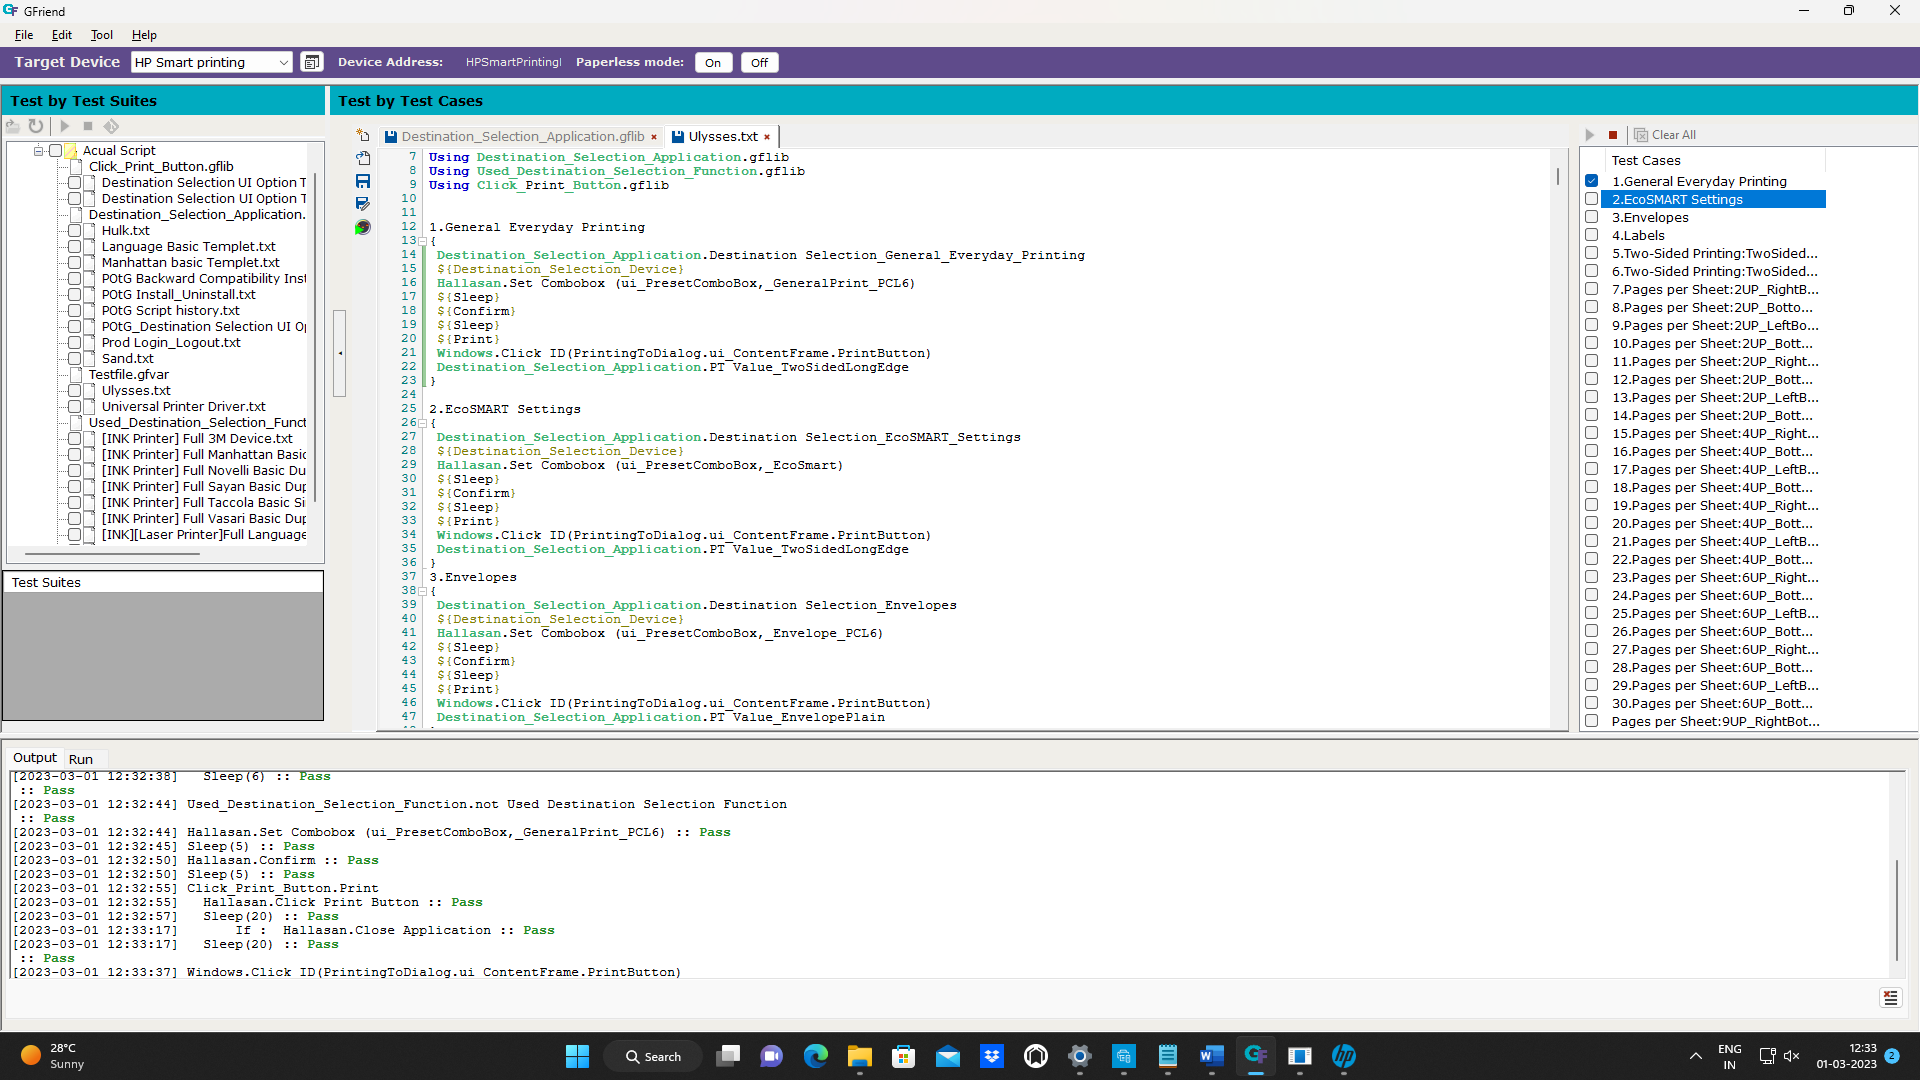 GFriend
File Edit Tool Help
Target Device HP Smart printing Device Address: HPSmartPrinting Paperless mode: On Off
Test by Test Suites
Acual Script
Click_Print_Button.gflib
Destination Selection UI Option T
Destination Selection UI Option T
Destination_Selection_Application.
Hulk.txt
Language Basic Templet.txt
Manhattan basic Templet.txt
POtG Backward Compatibility Inst
POtG Install_Uninstall.txt
POtG Script history.txt
POtG_Destination Selection UI Op
Prod Login_Logout.txt
Sand.txt
Testfile.gfvar
Ulysses.txt
Universal Printer Driver.txt
Used_Destination_Selection_Funct
[INK Printer] Full 3M Device.txt
[INK Printer] Full Manhattan Basic
[INK Printer] Full Novelli Basic Du
[INK Printer] Full Sayan Basic Dup
[INK Printer] Full Taccola Basic Si
[INK Printer] Full Vasari Basic Dup
[INK][Laser Printer]Full Language
Test Suites
Test by Test Cases
Destination_Selection_Application.gflib × Ulysses.txt ×
7 Using Destination_Selection_Application.gflib
8 Using Used_Destination_Selection_Function.gflib
9 Using Click_Print_Button.gflib
10
11
12 1.General Everyday Printing
13 {
14 Destination_Selection_Application.Destination Selection_General_Everyday_Printing
15 ${Destination_Selection_Device}
16 Hallasan.Set Combobox (ui_PresetComboBox,_GeneralPrint_PCL6)
17 ${Sleep}
18 ${Confirm}
19 ${Sleep}
20 ${Print}
21 Windows.Click ID(PrintingToDialog.ui_ContentFrame.PrintButton)
22 Destination_Selection_Application.PT Value_TwoSidedLongEdge
23 }
24
25 2.EcoSMART Settings
26 {
27 Destination_Selection_Application.Destination Selection_EcoSMART_Settings
28 ${Destination_Selection_Device}
29 Hallasan.Set Combobox (ui_PresetComboBox,_EcoSmart)
30 ${Sleep}
31 ${Confirm}
32 ${Sleep}
33 ${Print}
34 Windows.Click ID(PrintingToDialog.ui_ContentFrame.PrintButton)
35 Destination_Selection_Application.PT Value_TwoSidedLongEdge
36 }
37 3.Envelopes
38 {
39 Destination_Selection_Application.Destination Selection_Envelopes
40 ${Destination_Selection_Device}
41 Hallasan.Set Combobox (ui_PresetComboBox,_Envelope_PCL6)
42 ${Sleep}
43 ${Confirm}
44 ${Sleep}
45 ${Print}
46 Windows.Click ID(PrintingToDialog.ui_ContentFrame.PrintButton)
47 Destination_Selection_Application.PT Value_EnvelopePlain
Clear All
Test Cases
1.General Everyday Printing
2.EcoSMART Settings
3.Envelopes
4.Labels
5.Two-Sided Printing:TwoSided...
6.Two-Sided Printing:TwoSided...
7.Pages per Sheet:2UP_RightB...
8.Pages per Sheet:2UP_Botto...
9.Pages per Sheet:2UP_LeftBo...
10.Pages per Sheet:2UP_Bott...
11.Pages per Sheet:2UP_Right...
12.Pages per Sheet:2UP_Bott...
13.Pages per Sheet:2UP_LeftB...
14.Pages per Sheet:2UP_Bott...
15.Pages per Sheet:4UP_Right...
16.Pages per Sheet:4UP_Bott...
17.Pages per Sheet:4UP_LeftB...
18.Pages per Sheet:4UP_Bott...
19.Pages per Sheet:4UP_Right...
20.Pages per Sheet:4UP_Bott...
21.Pages per Sheet:4UP_LeftB...
22.Pages per Sheet:4UP_Bott...
23.Pages per Sheet:6UP_Right...
24.Pages per Sheet:6UP_Bott...
25.Pages per Sheet:6UP_LeftB...
26.Pages per Sheet:6UP_Bott...
27.Pages per Sheet:6UP_Right...
28.Pages per Sheet:6UP_Bott...
29.Pages per Sheet:6UP_LeftB...
30.Pages per Sheet:6UP_Bott...
Pages per Sheet:9UP_RightBot...
Output Run
[2023-03-01 12:32:38] Sleep(6) :: Pass
:: Pass
[2023-03-01 12:32:44] Used_Destination_Selection_Function.not Used Destination Selection Function
:: Pass
[2023-03-01 12:32:44] Hallasan.Set Combobox (ui_PresetComboBox,_GeneralPrint_PCL6) :: Pass
[2023-03-01 12:32:45] Sleep(5) :: Pass
[2023-03-01 12:32:50] Hallasan.Confirm :: Pass
[2023-03-01 12:32:50] Sleep(5) :: Pass
[2023-03-01 12:32:55] Click_Print_Button.Print
[2023-03-01 12:32:55] Hallasan.Click Print Button :: Pass
[2023-03-01 12:32:57] Sleep(20) :: Pass
[2023-03-01 12:33:17] If : Hallasan.Close Application :: Pass
[2023-03-01 12:33:17] Sleep(20) :: Pass
:: Pass
[2023-03-01 12:33:37] Windows.Click ID(PrintingToDialog.ui_ContentFrame.PrintButton)
28°C
Sunny
Search
ENG
IN
12:33
01-03-2023
2